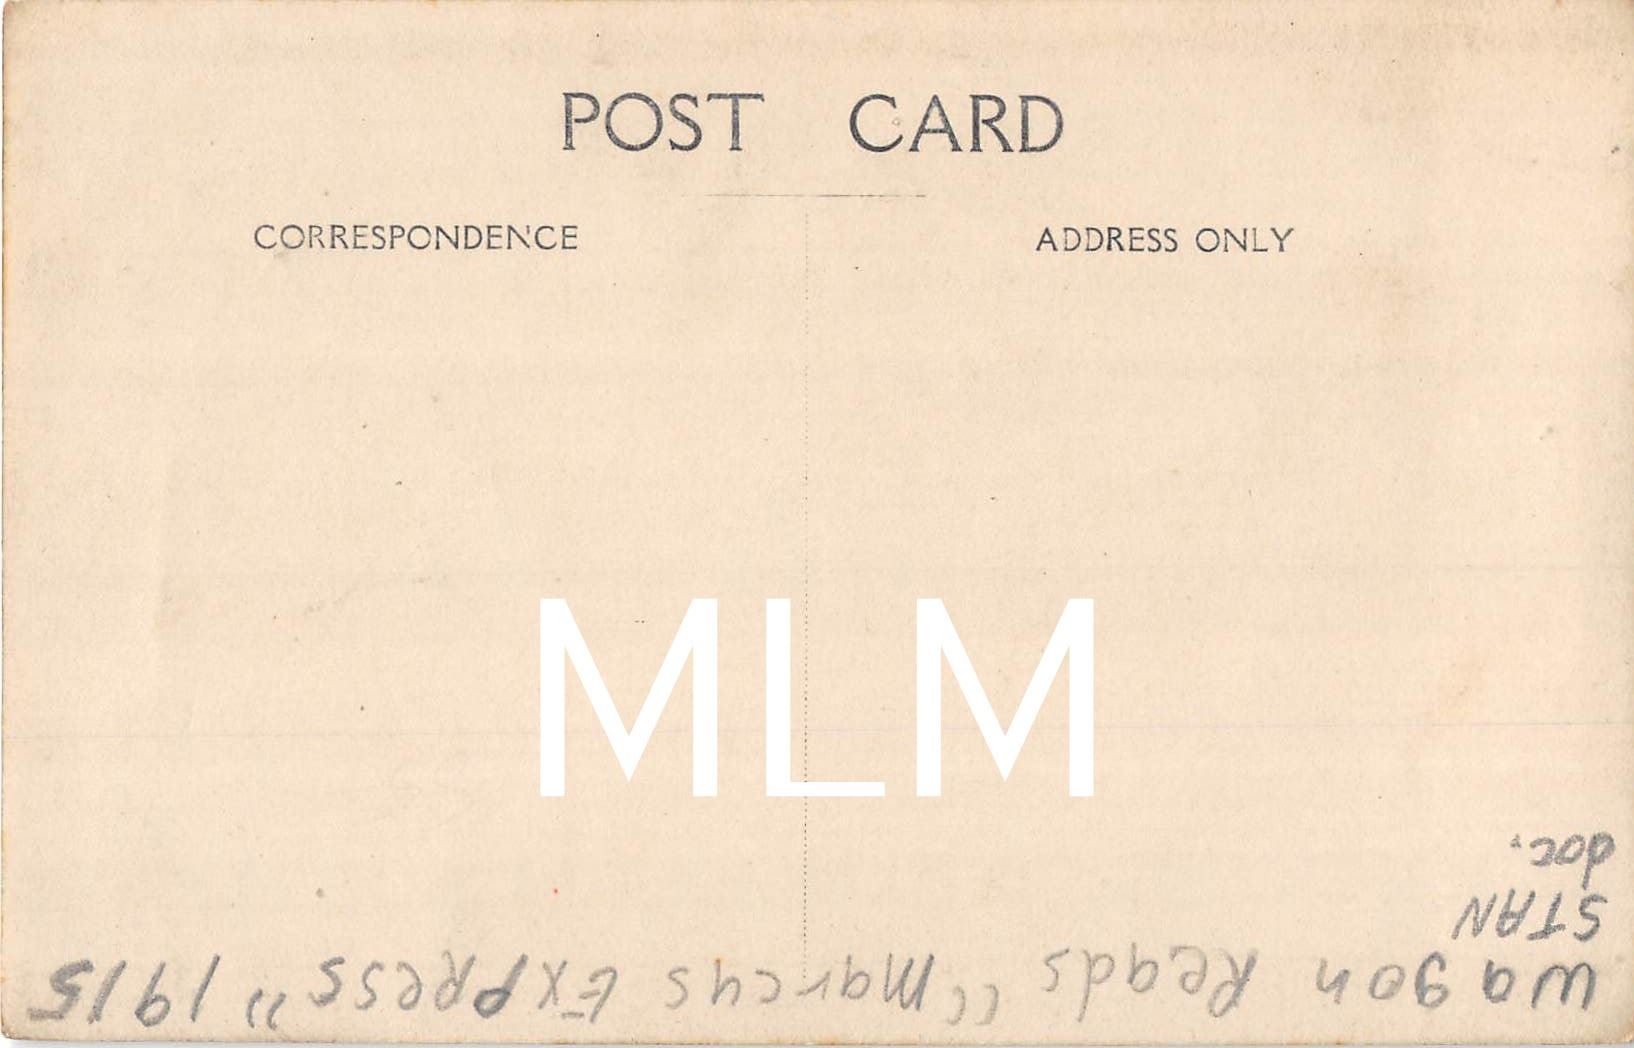 POST CARD
CORRESPONDENCE
ADDRESS ONLY
MLM
wagon Reads "Marcus Express" 1915
STAN
doc.